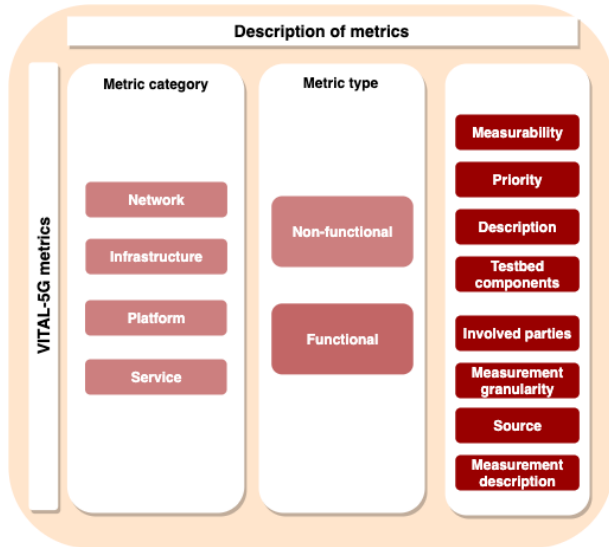 Description of metrics
VITAL-5G metrics
Metric category
Network
Infrastructure
Platform
Service
Metric type
Non-functional
Functional
Measurability
Priority
Description
Testbed
components
Involved parties
Measurement
granularity
Source
Measurement
description